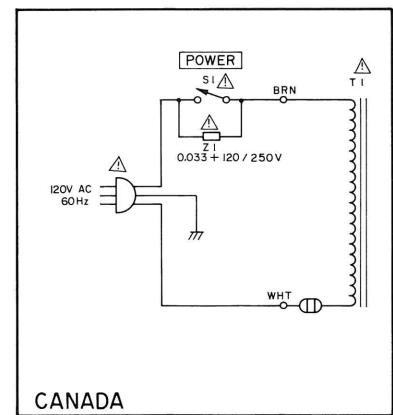 POWER
S1
BRN
T1
Z1
0.033 + 120 / 250V
120V AC
60Hz
WHT
CANADA